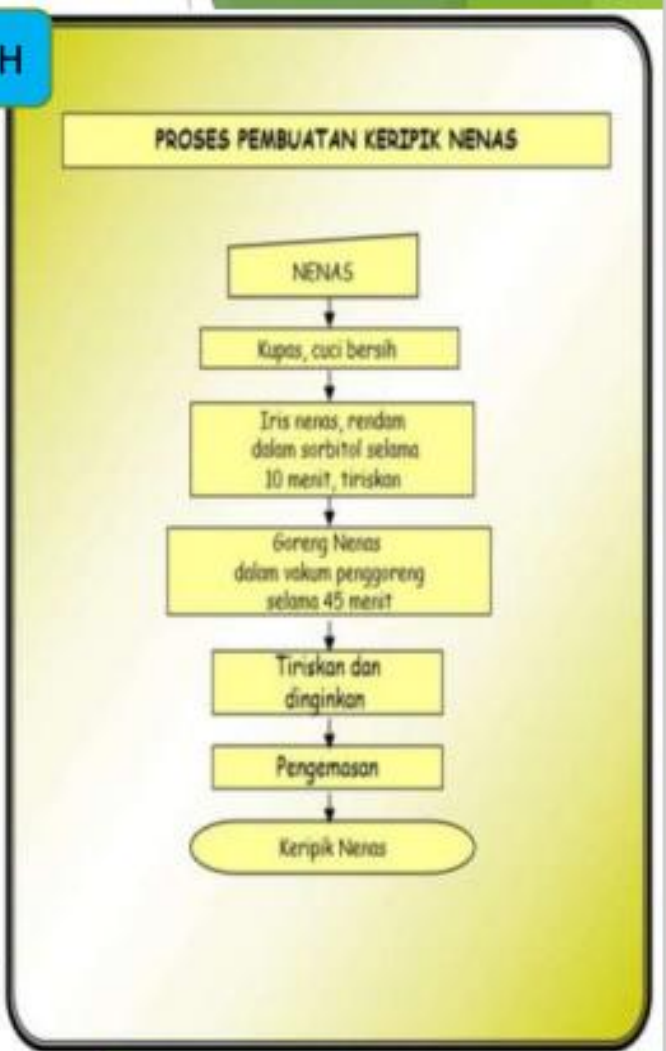 H
PROSES PEMBUATAN KERIPIK NENAS
NENAS
Kupas, cuci bersih
Iris nenas, rendam
dalam sorbitol selama
10 menit, tiriskan
Goreng Nenas
dalam vakum penggoreng
selama 45 menit
Tiriskan dan
dinginkan
Pengemasan
Keripik Nenas